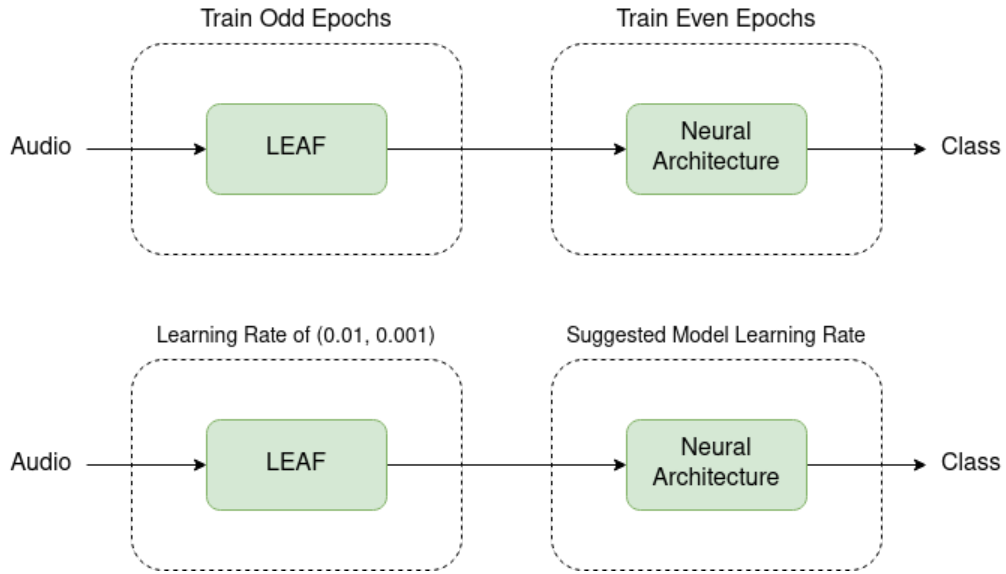 Train Odd Epochs
Train Even Epochs
Audio
LEAF
Neural
Architecture
Class
Learning Rate of (0.01, 0.001)
Suggested Model Learning Rate
Audio
LEAF
Neural
Architecture
Class